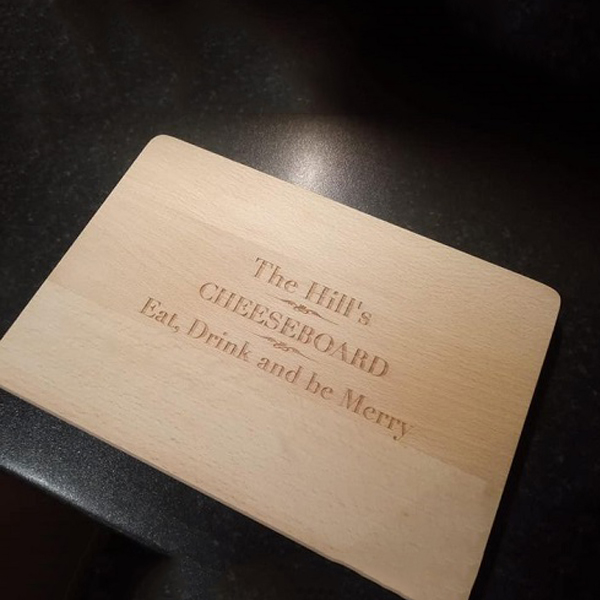 The Hill's
CHEESEBOARD
Eat, Drink and be Merry